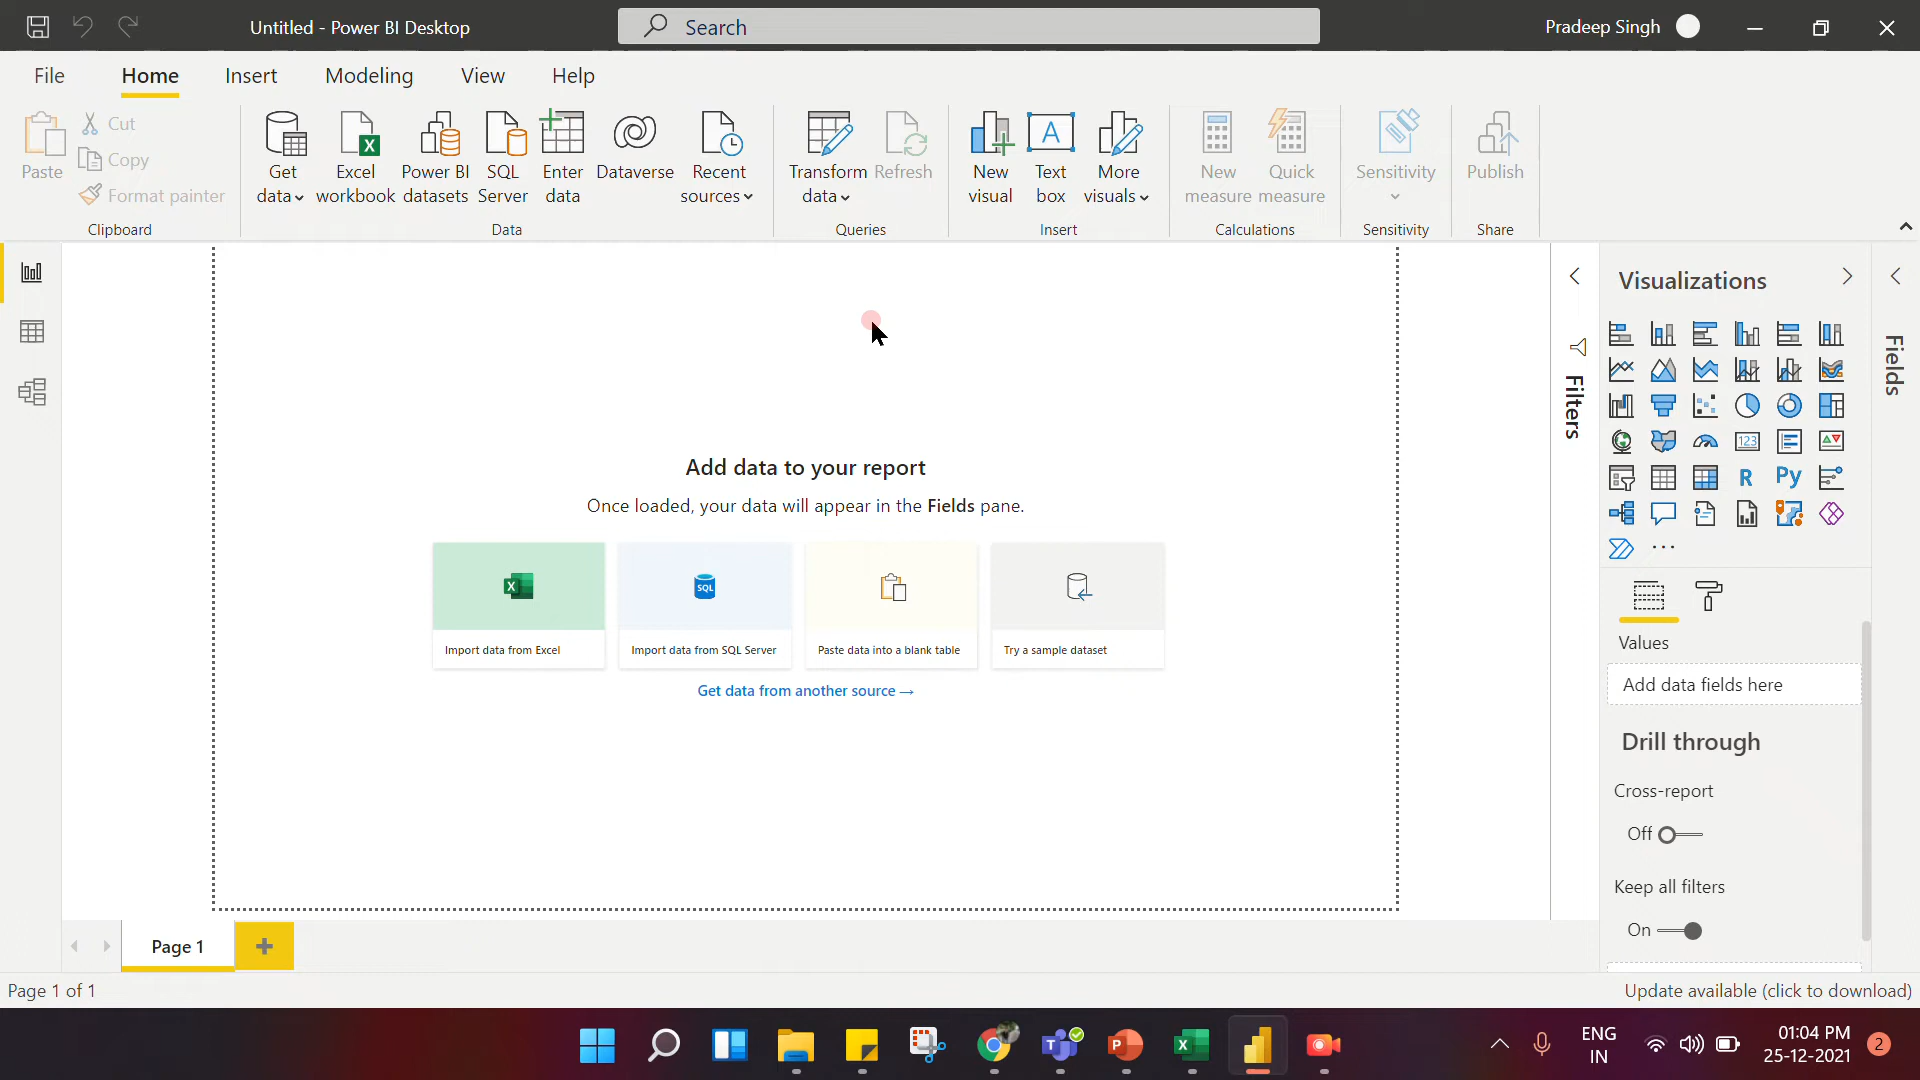 Untitled - Power BI Desktop
Search
Pradeep Singh
File
Home
Insert
Modeling
View
Help
Paste
Cut
Copy
Format painter
Clipboard
Get data
Excel workbook
Power BI datasets
SQL Server
Enter data
Dataverse
Recent sources
Data
Transform data
Refresh
Queries
New visual
A
Text box
More visuals
Insert
New measure
Quick measure
Calculations
Sensitivity
Sensitivity
Publish
Share
Add data to your report
Once loaded, your data will appear in the Fields pane.
SQL
Import data from Excel
Import data from SQL Server
Paste data into a blank table
Try a sample dataset
Get data from another source →
Filters
Visualizations
123
R
Py
Values
Add data fields here
Drill through
Cross-report
Off
Keep all filters
On
Fields
Page 1
Page 1 of 1
Update available (click to download)
ENG
IN
01:04 PM
25-12-2021
2